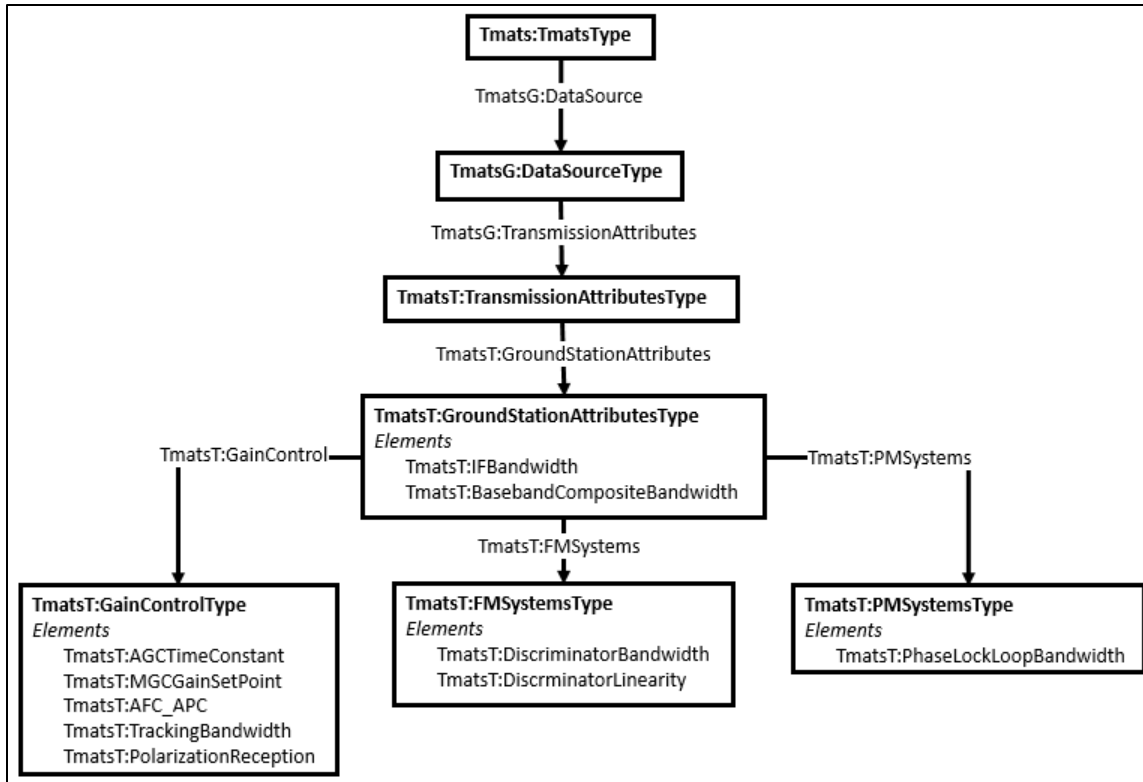 Tmats:TmatsType
TmatsG:DataSource
TmatsG:DataSourceType
TmatsG:TransmissionAttributes
TmatsT:TransmissionAttributesType
TmatsT:GroundStationAttributes
TmatsT:GroundStationAttributesType
Elements
TmatsT:IFBandwidth
TmatsT:BasebandCompositeBandwidth
TmatsT:GainControl
TmatsT:PMSystems
TmatsT:FMSystems
TmatsT:GainControlType
Elements
TmatsT:AGCTimeConstant
TmatsT:MGCGainSetPoint
TmatsT:AFC_APC
TmatsT:TrackingBandwidth
TmatsT:PolarizationReception
TmatsT:FMSystemsType
Elements
TmatsT:DiscriminatorBandwidth
TmatsT:DiscrminatorLinearity
TmatsT:PMSystemsType
Elements
TmatsT:PhaseLockLoopBandwidth